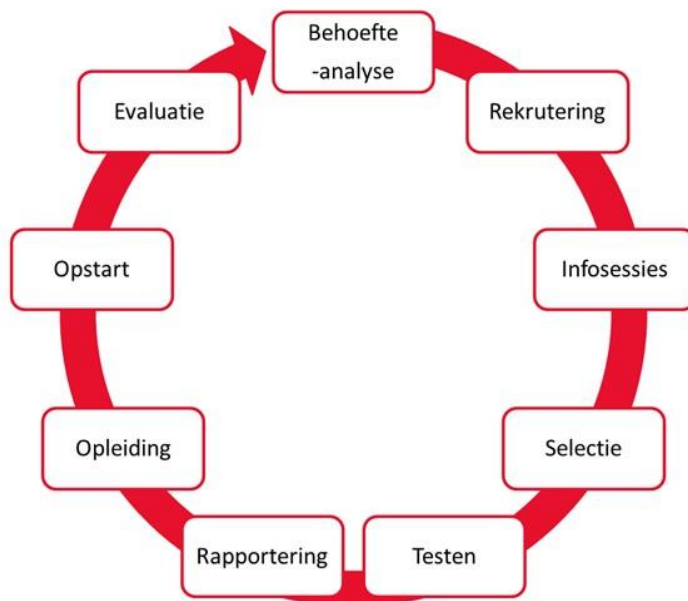 Behoefte
-analyse
Rekrutering
Infosessies
Selectie
Testen
Rapportering
Opleiding
Opstart
Evaluatie